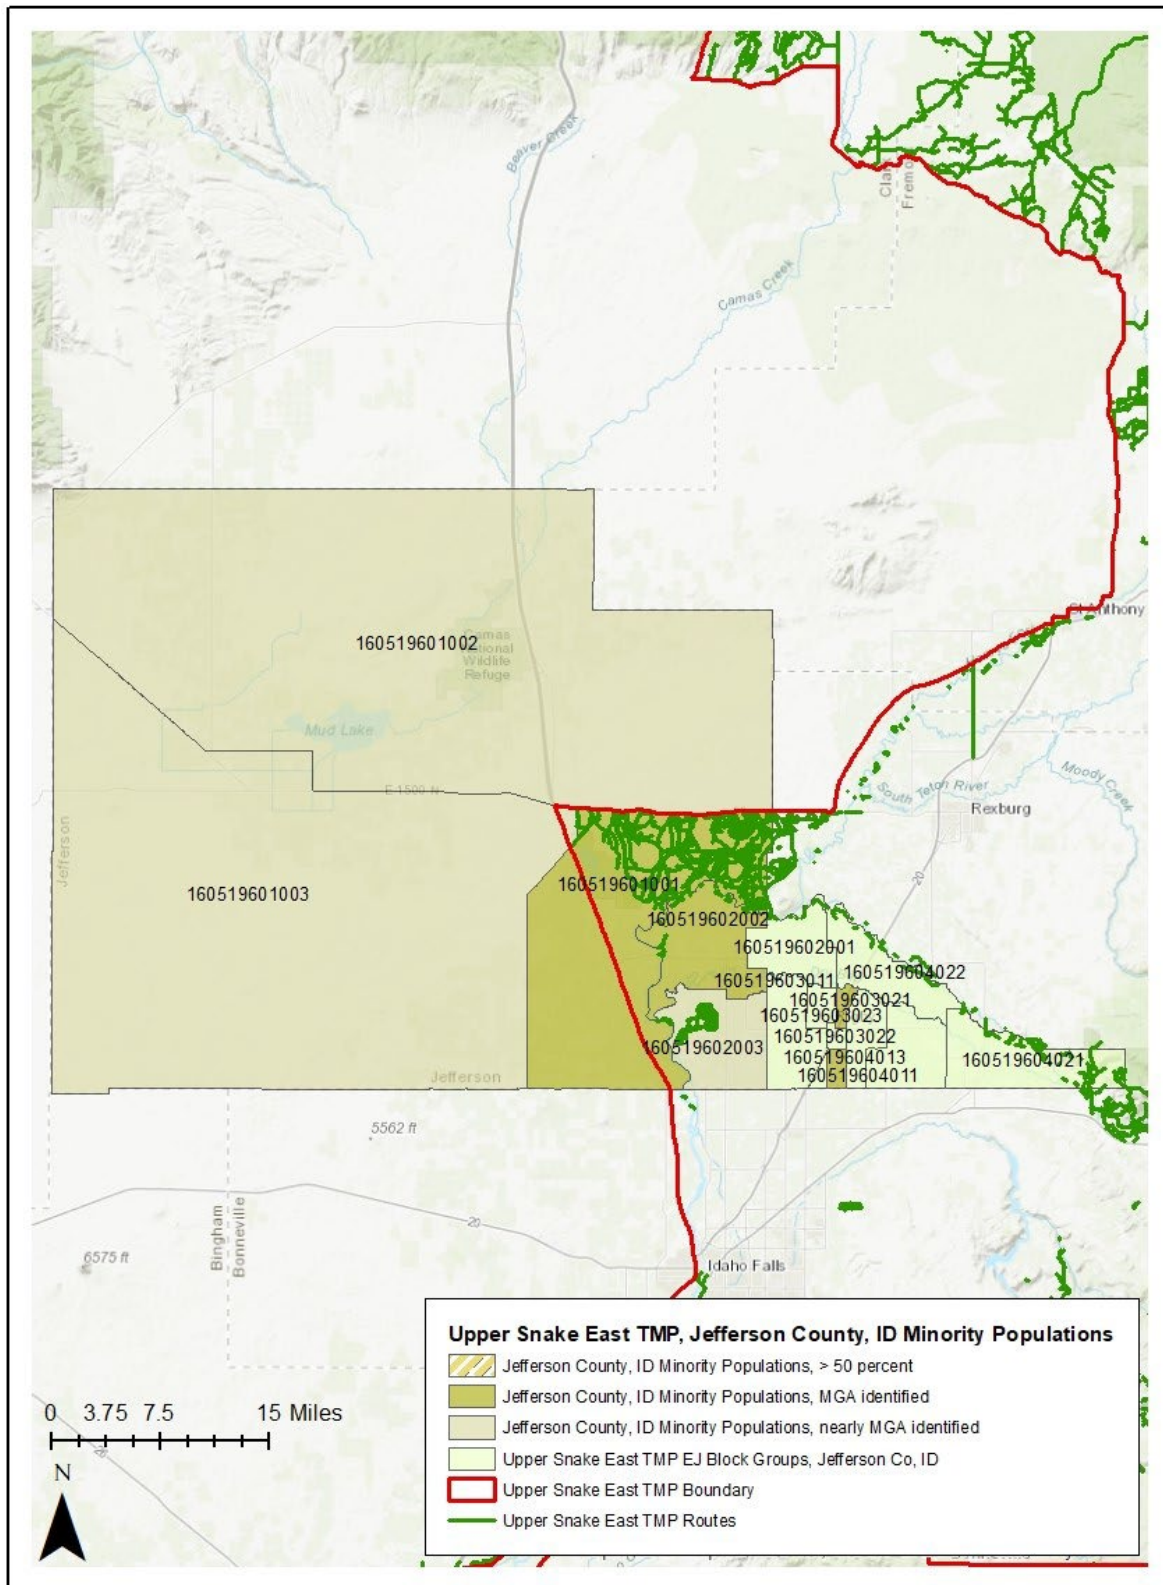 Beaver Creek
Clark
Fremo
Camas Creek
St Anthony
160519601002
Camas
National
Wildlife
Refuge
Mud Lake
E 1500 N
South Teton River
Moody Creek
Rexburg
Jefferson
160519601003
160519601001
20
160519602002
160519602001
160519604022
160519603011
160519603021
160519603023
160519603022
160519602003
160519604013
160519604021
160519604011
Jefferson
5562 ft
20
Bingham
Bonneville
6575 ft
Idaho Falls
Upper Snake East TMP, Jefferson County, ID Minority Populations
Jefferson County, ID Minority Populations, > 50 percent
Jefferson County, ID Minority Populations, MGA identified
Jefferson County, ID Minority Populations, nearly MGA identified
Upper Snake East TMP EJ Block Groups, Jefferson Co, ID
Upper Snake East TMP Boundary
Upper Snake East TMP Routes
0 3.75 7.5 15 Miles
26
N